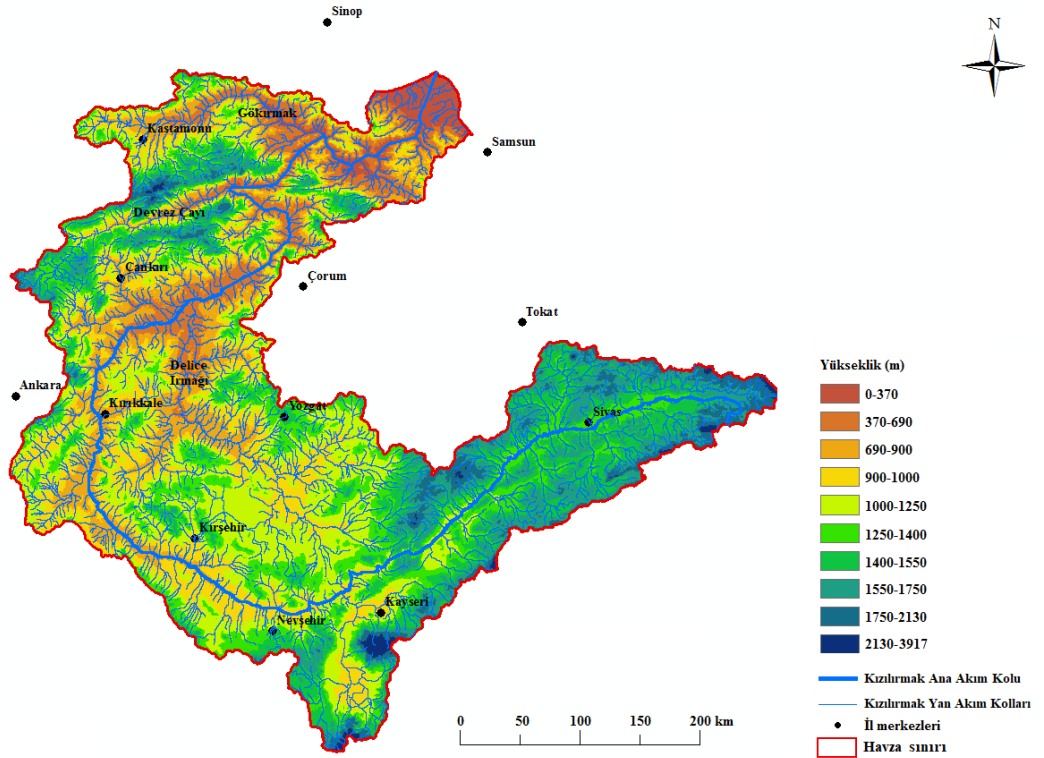 Sinop
N
Gökırmak
Kastamonu
Samsun
Devrez Çayı
Çankırı
Çorum
Tokat
Delice
Irmağı
Ankara
Kırıkkale
Yozgat
Sivas
Kırşehir
Kayseri
Nevşehir
Yükseklik (m)
0-370
370-690
690-900
900-1000
1000-1250
1250-1400
1400-1550
1550-1750
1750-2130
2130-3917
Kızılırmak Ana Akım Kolu
Kızılırmak Yan Akım Kolları
İl merkezleri
Havza sınırı
0 50 100 150 200 km